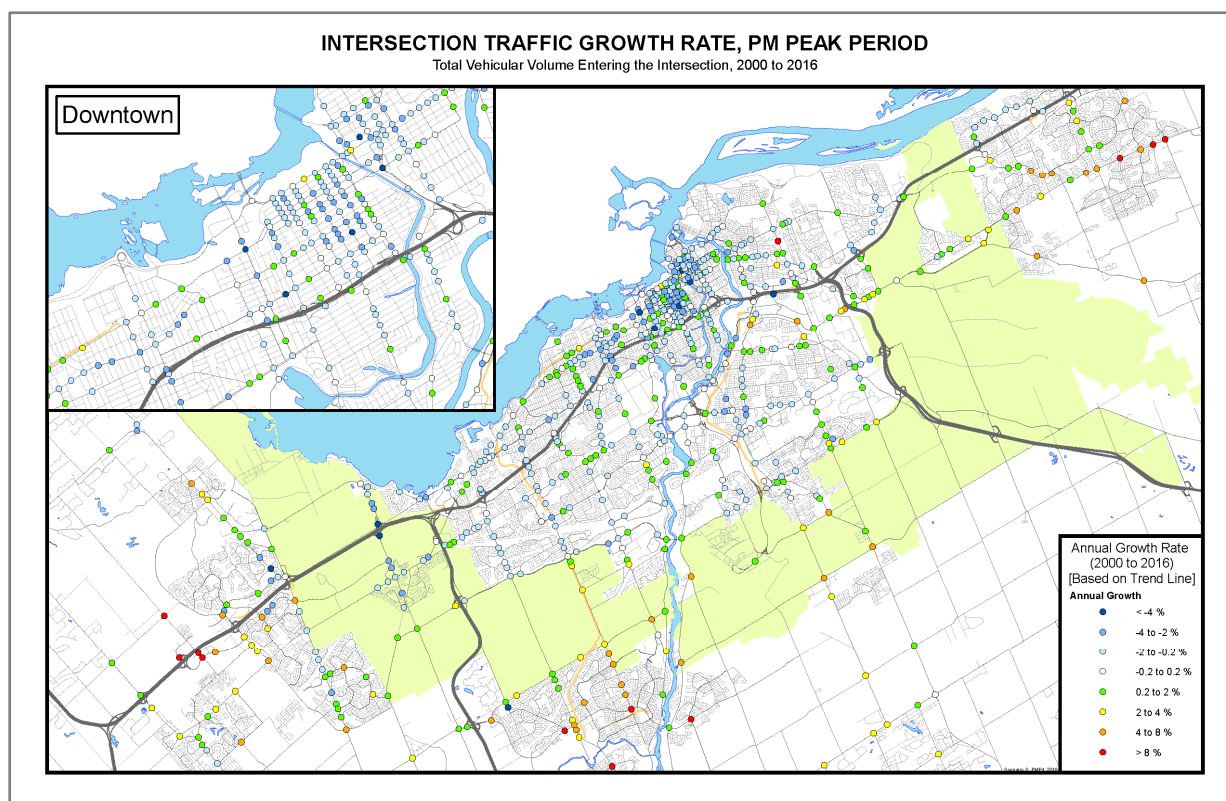 INTERSECTION TRAFFIC GROWTH RATE, PM PEAK PERIOD
Total Vehicular Volume Entering the Intersection, 2000 to 2016
Downtown
Annual Growth Rate
(2000 to 2016)
[Based on Trend Line]
Annual Growth
< -4 %
-4 to -2 %
-2 to -0.2 %
-0.2 to 0.2 %
0.2 to 2 %
2 to 4 %
4 to 8 %
> 8 %